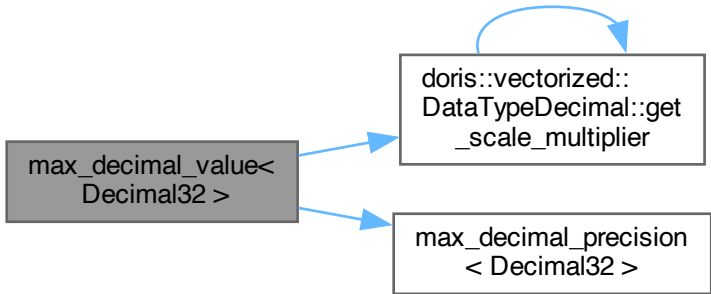 max_decimal_value<
Decimal32 >
doris::vectorized::
DataTypeDecimal::get
_scale_multiplier
max_decimal_precision
< Decimal32 >